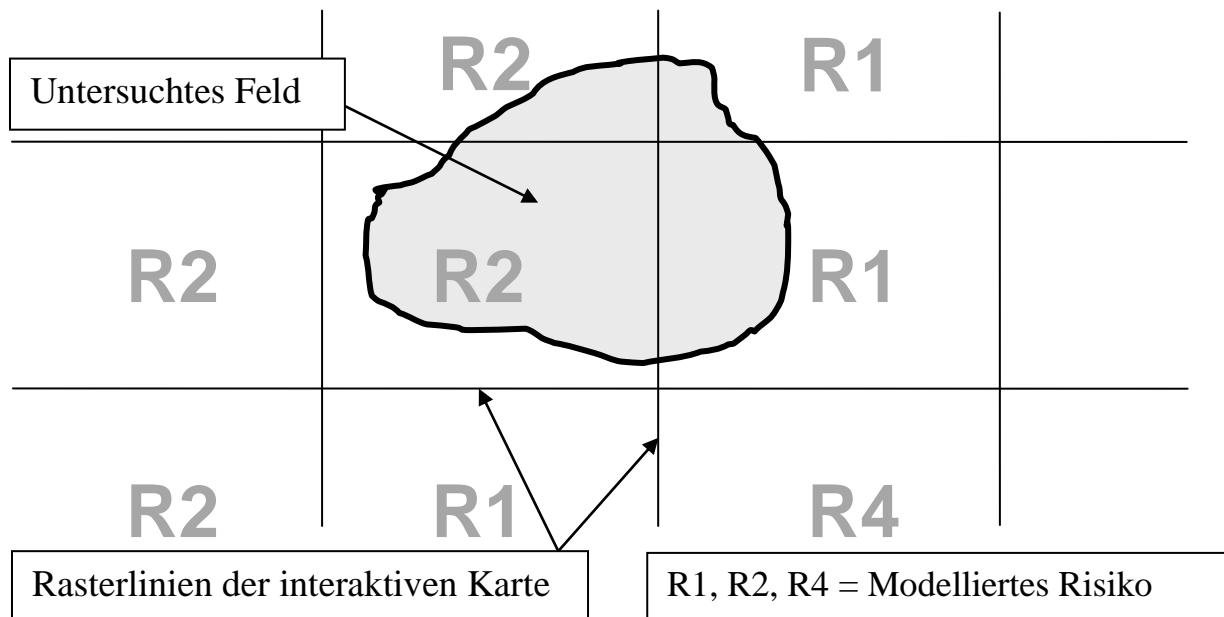 R2 R1
Untersuchtes Feld
R2 R2 R1
R2 R1 R4
Rasterlinien der interaktiven Karte
R1, R2, R4 = Modelliertes Risiko